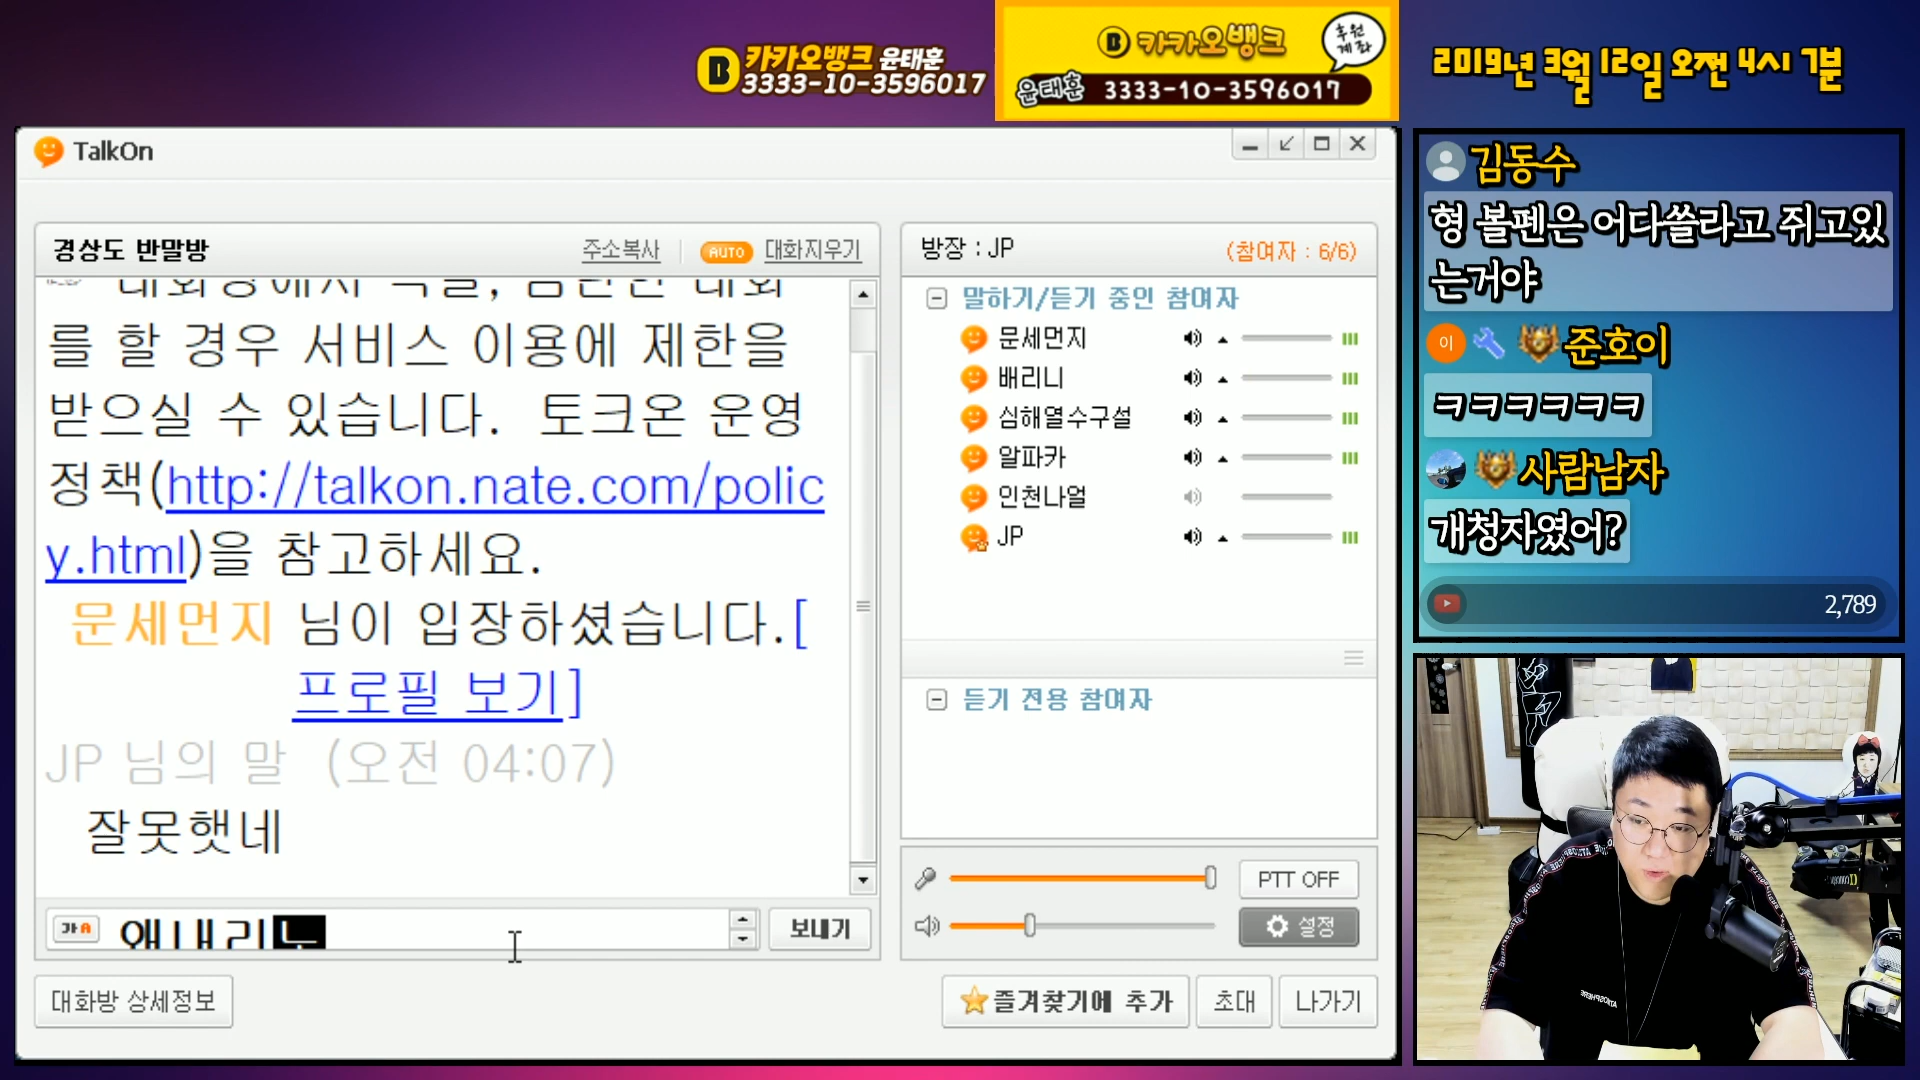 카카오뱅크 윤태훈
3333-10-3596017
카카오뱅크
후원
계좌
윤태훈 3333-10-3596017
2019년 3월 12일 오전 4시 7분
TalkOn
경상도 반말방
주소복사
AUTO
대화지우기
를 할 경우 서비스 이용에 제한을
받으실 수 있습니다. 토크온 운영
정책(http://talkon.nate.com/polic
y.html)을 참고하세요.
문세먼지 님이 입장하셨습니다.[
프로필 보기]
JP 님의 말 (오전 04:07)
잘못햇네
가A
보내기
대화방 상세정보
방장 : JP
(참여자 : 6/6)
말하기/듣기 중인 참여자
문세먼지
배리니
심해열수구설
알파카
인천나얼
JP
듣기 전용 참여자
PTT OFF
설정
즐겨찾기에 추가
초대
나가기
김동수
형 볼펜은 어다쓸라고 쥐고있
는거야
이 준호이
ㅋㅋㅋㅋㅋㅋ
사람남자
개청자였어?
2,789